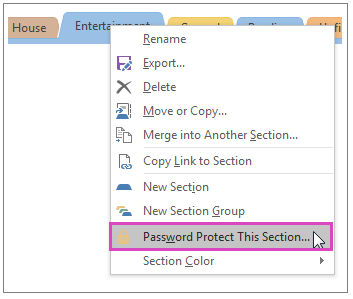 House Entertainment
Rename
Export...
Delete
Move or Copy...
Merge into Another Section...
Copy Link to Section
New Section
New Section Group
Password Protect This Section...
Section Color